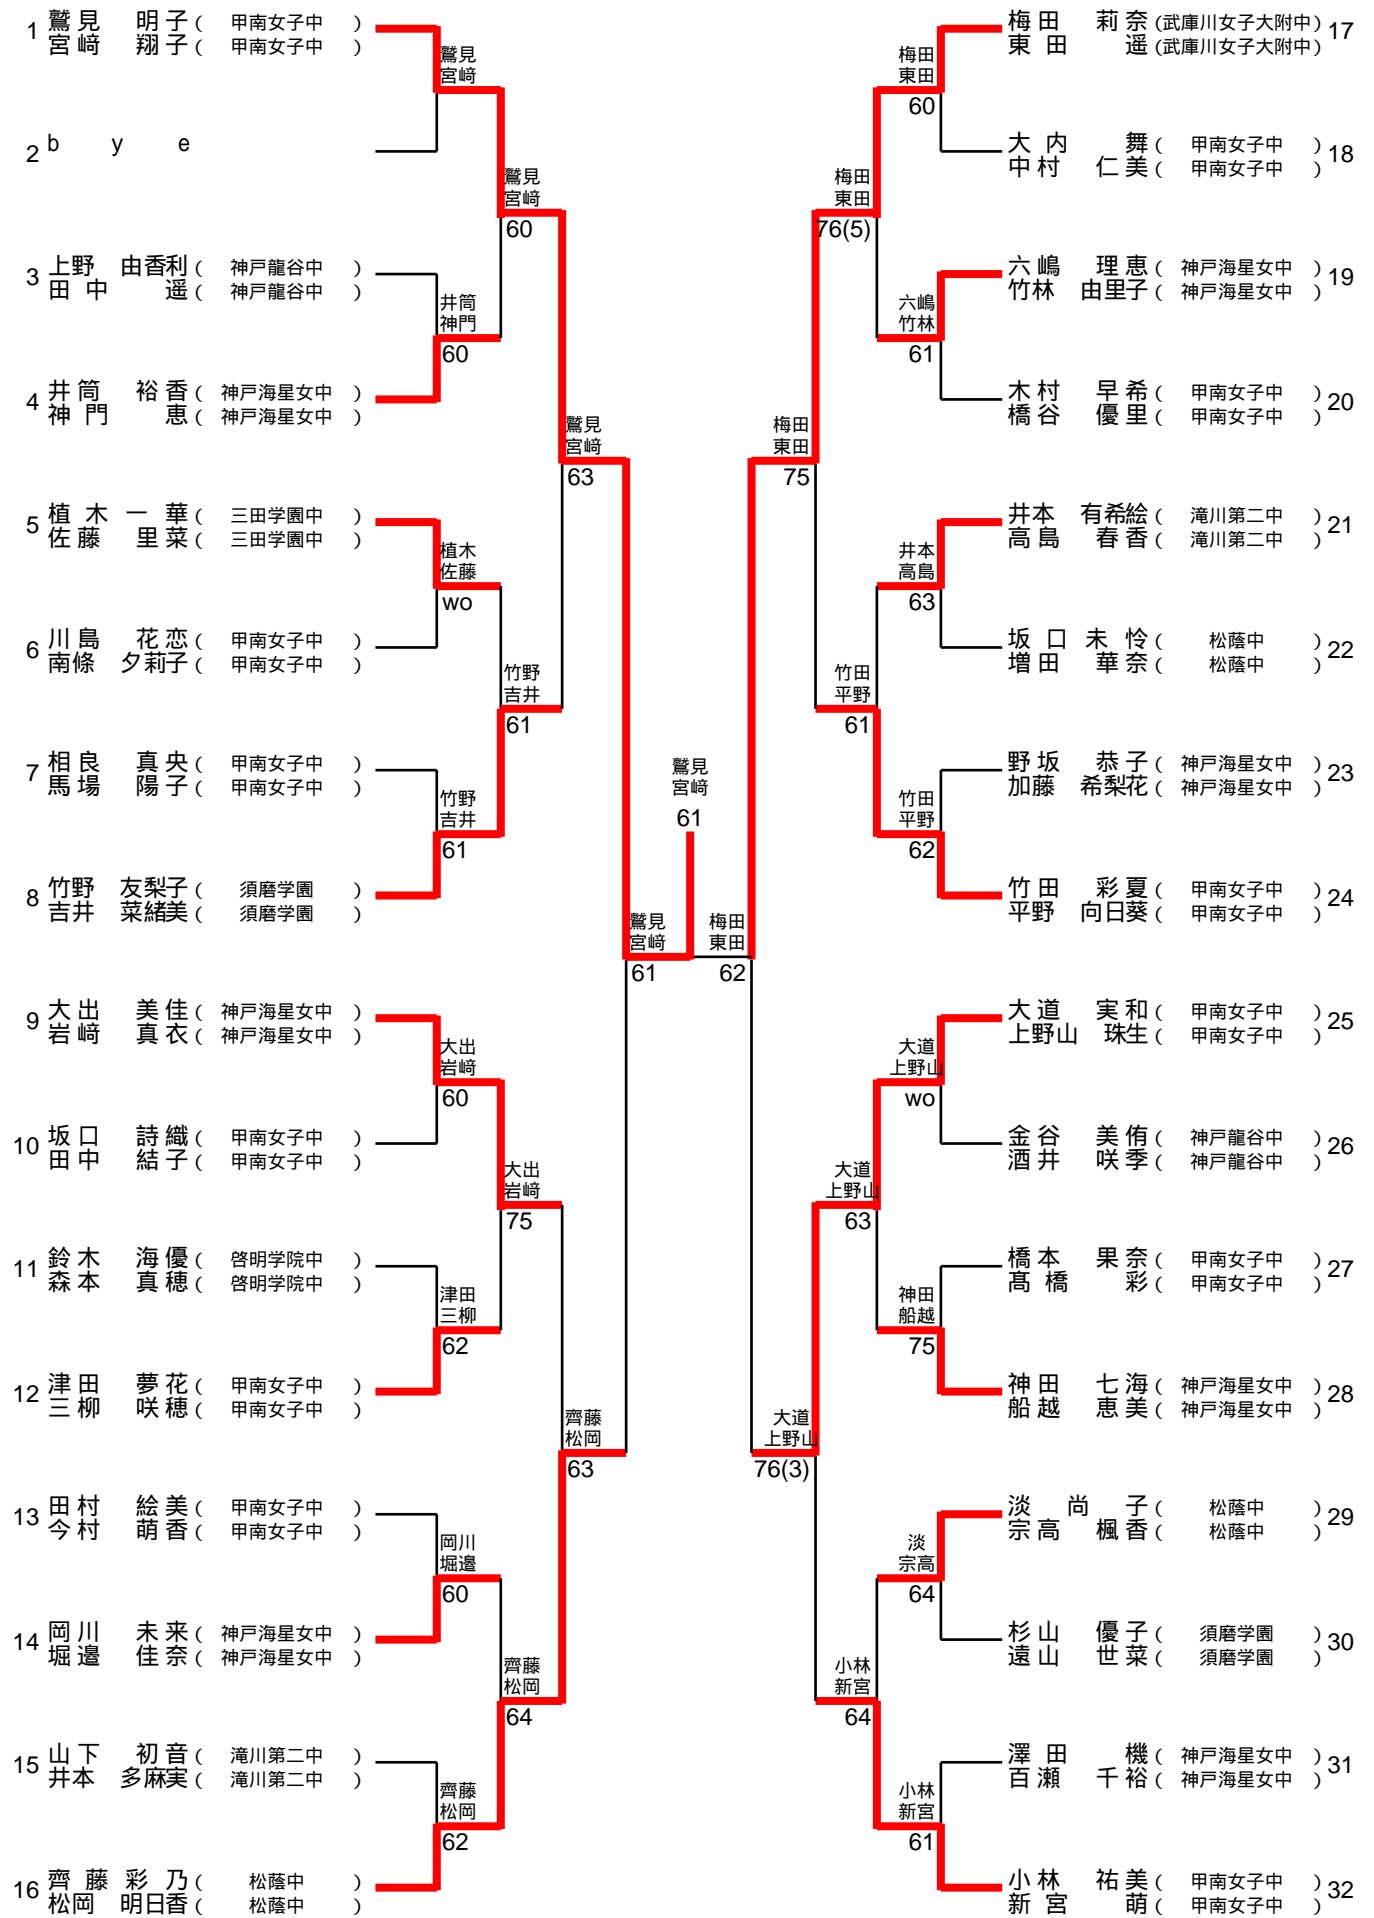 1 鷲見 明子 ( 甲南女子中 )
宮﨑 翔子 ( 甲南女子中 )
2 bye
3 上野 由香利 ( 神戸龍谷中 )
田中 遥 ( 神戸龍谷中 )
4 井筒 裕香 ( 神戸海星女中 )
神門 恵 ( 神戸海星女中 )
5 植木 一華 ( 三田学園中 )
佐藤 里菜 ( 三田学園中 )
6 川島 花恋 ( 甲南女子中 )
南條 夕莉子 ( 甲南女子中 )
7 相良 真央 ( 甲南女子中 )
馬場 陽子 ( 甲南女子中 )
8 竹野 友梨子 ( 須磨学園 )
吉井 菜緒美 ( 須磨学園 )
9 大出 美佳 ( 神戸海星女中 )
岩﨑 真衣 ( 神戸海星女中 )
10 坂口 詩織 ( 甲南女子中 )
田中 結子 ( 甲南女子中 )
11 鈴木 海優 ( 啓明学院中 )
森本 真穂 ( 啓明学院中 )
12 津田 夢花 ( 甲南女子中 )
三柳 咲穂 ( 甲南女子中 )
13 田村 絵美 ( 甲南女子中 )
今村 萌香 ( 甲南女子中 )
14 岡川 未来 ( 神戸海星女中 )
堀邉 佳奈 ( 神戸海星女中 )
15 山下 初音 ( 滝川第二中 )
井本 多麻実 ( 滝川第二中 )
16 齊藤 彩乃 ( 松蔭中 )
松岡 明日香 ( 松蔭中 )
鷲見
宮﨑
井筒
神門
60
植木
佐藤
wo
竹野
吉井
61
大出
岩﨑
60
津田
三柳
62
岡川
堀邉
60
齊藤
松岡
62
鷲見
宮﨑
60
竹野
吉井
61
大出
岩﨑
75
齊藤
松岡
64
鷲見
宮﨑
63
齊藤
松岡
63
鷲見
宮﨑
61
鷲見
宮﨑
61
梅田
東田
62
梅田
東田
75
大道
上野山
76(3)
梅田
東田
76(5)
竹田
平野
61
大道
上野山
63
小林
新宮
64
梅田
東田
60
六嶋
竹林
61
井本
高島
63
竹田
平野
62
大道
上野山
wo
神田
船越
75
淡
宗高
64
小林
新宮
61
梅田 莉奈 (武庫川女子大附中) 17
東田 遥 (武庫川女子大附中)
大内 舞 ( 甲南女子中 ) 18
中村 仁美 ( 甲南女子中 )
六嶋 理恵 ( 神戸海星女中 ) 19
竹林 由里子 ( 神戸海星女中 )
木村 早希 ( 甲南女子中 ) 20
橋谷 優里 ( 甲南女子中 )
井本 有希絵 ( 滝川第二中 ) 21
高島 春香 ( 滝川第二中 )
坂口 未怜 ( 松蔭中 ) 22
増田 華奈 ( 松蔭中 )
野坂 恭子 ( 神戸海星女中 ) 23
加藤 希梨花 ( 神戸海星女中 )
竹田 彩夏 ( 甲南女子中 ) 24
平野 向日葵 ( 甲南女子中 )
大道 実和 ( 甲南女子中 ) 25
上野山 珠生 ( 甲南女子中 )
金谷 美侑 ( 神戸龍谷中 ) 26
酒井 咲季 ( 神戸龍谷中 )
橋本 果奈 ( 甲南女子中 ) 27
髙橋 彩 ( 甲南女子中 )
神田 七海 ( 神戸海星女中 ) 28
船越 恵美 ( 神戸海星女中 )
淡 尚子 ( 松蔭中 ) 29
宗高 楓香 ( 松蔭中 )
杉山 優子 ( 須磨学園 ) 30
遠山 世菜 ( 須磨学園 )
澤田 機 ( 神戸海星女中 ) 31
百瀬 千裕 ( 神戸海星女中 )
小林 祐美 ( 甲南女子中 ) 32
新宮 萌 ( 甲南女子中 )